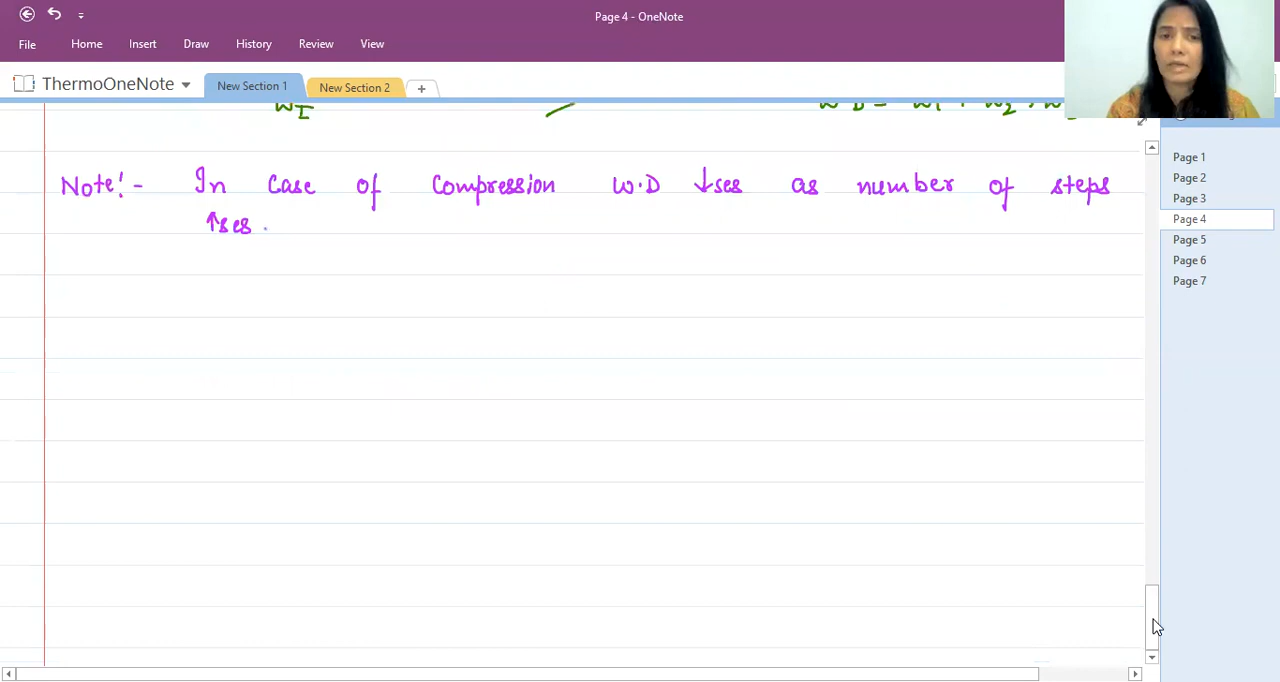 Page 4 - OneNote
File Home Insert Draw History Review View
ThermoOneNote New Section 1 New Section 2 +
W_I
Note:- In case of compression W.D ↓ses as number of steps
↑ses.
Page 1
Page 2
Page 3
Page 4
Page 5
Page 6
Page 7